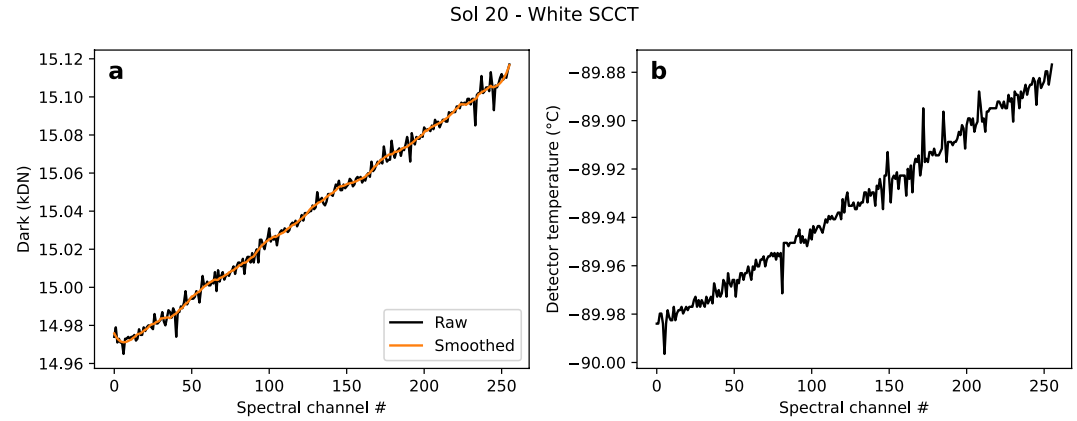 Sol 20 - White SCCT
a
Dark (kDN)
15.12
15.10
15.08
15.06
15.04
15.02
15.00
14.98
14.96
0 50 100 150 200 250
Spectral channel #
Raw
Smoothed
b
Detector temperature (°C)
−89.88
−89.90
−89.92
−89.94
−89.96
−89.98
−90.00
0 50 100 150 200 250
Spectral channel #